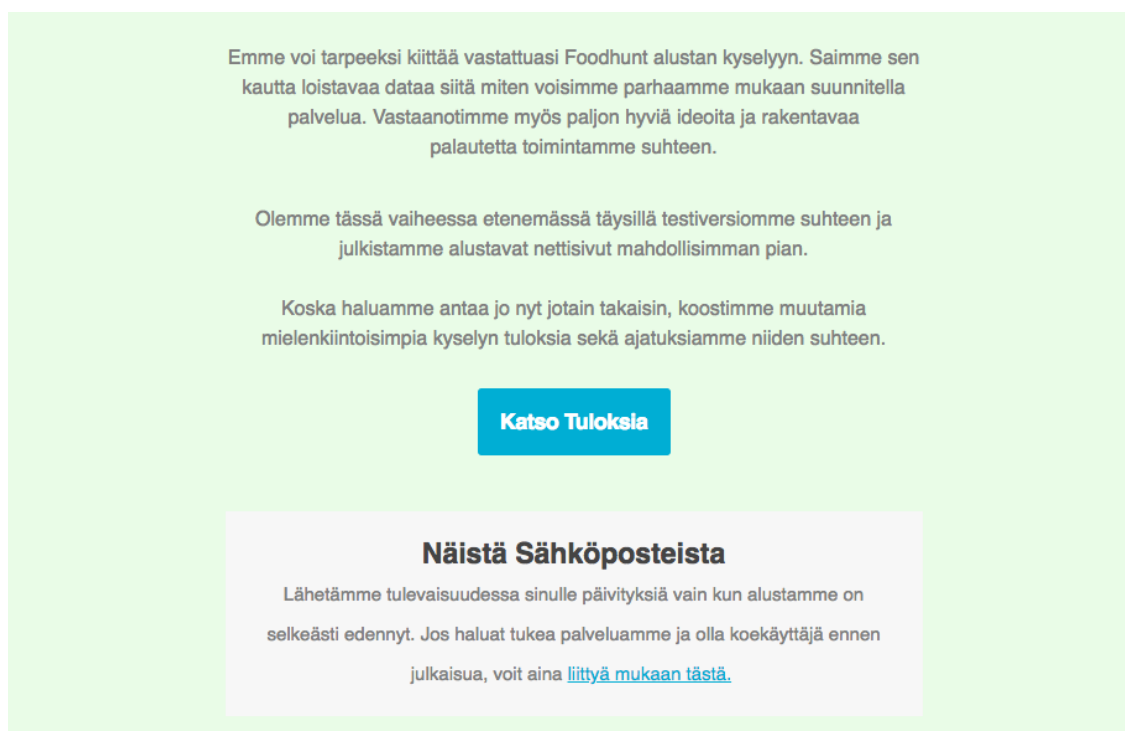 Emme voi tarpeeksi kiittää vastattuasi Foodhunt alustan kyselyyn. Saimme sen
kautta loistavaa dataa siitä miten voisimme parhaamme mukaan suunnitella
palvelua. Vastaanotimme myös paljon hyviä ideoita ja rakentavaa
palautetta toimintamme suhteen.
Olemme tässä vaiheessa etenemässä täysillä testiversiomme suhteen ja
julkistamme alustavat nettisivut mahdollisimman pian.
Koska haluamme antaa jo nyt jotain takaisin, koostimme muutamia
mielenkiintoisimpia kyselyn tuloksia sekä ajatuksiamme niiden suhteen.
Katso Tuloksia
Näistä Sähköposteista
Lähetämme tulevaisuudessa sinulle päivityksiä vain kun alustamme on
selkeästi edennyt. Jos haluat tukea palveluamme ja olla koekäyttäjä ennen
julkaisua, voit aina liittyä mukaan tästä.